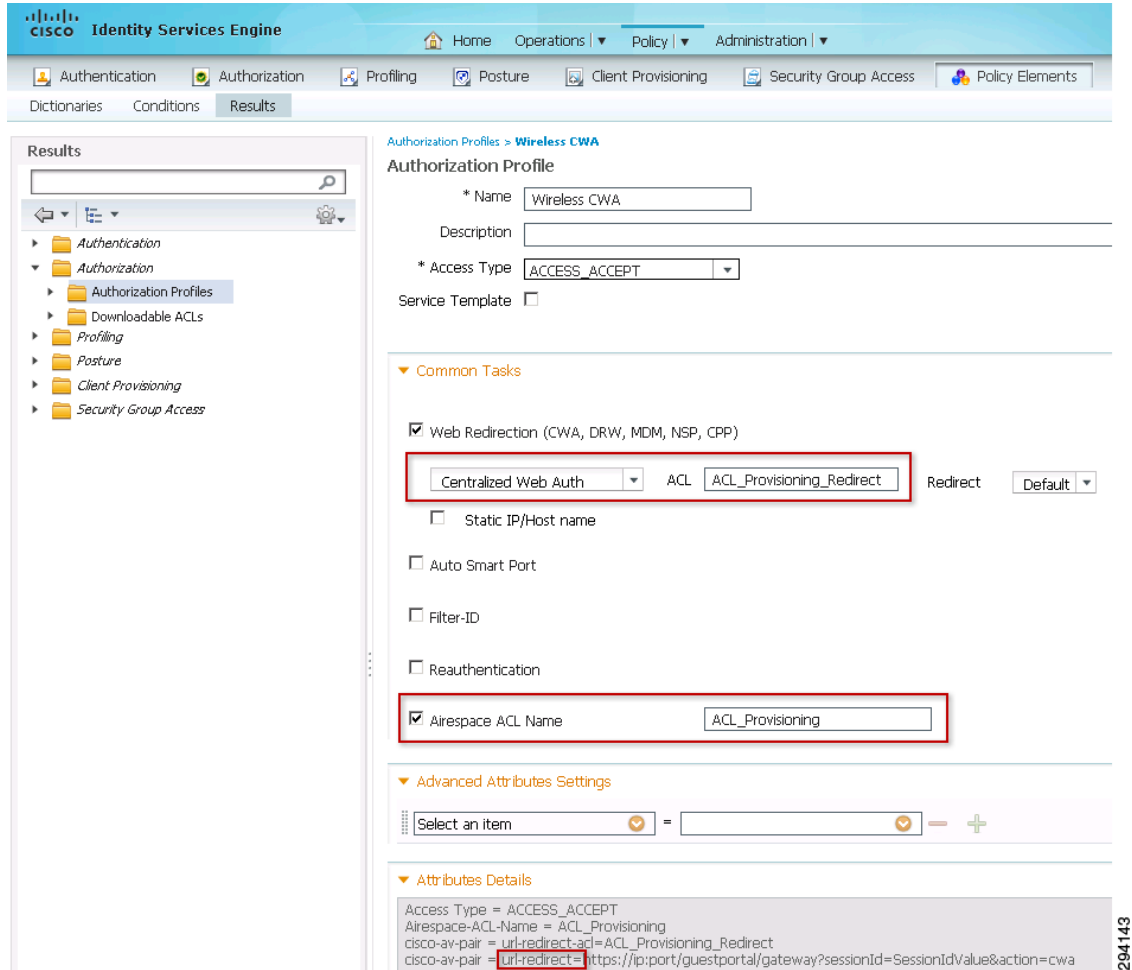 cisco Identity Services Engine
Home Operations | Policy | Administration |
Authentication Authorization Profiling Posture Client Provisioning Security Group Access Policy Elements
Dictionaries Conditions Results
Results
Authentication
Authorization
Authorization Profiles
Downloadable ACLs
Profiling
Posture
Client Provisioning
Security Group Access
Authorization Profiles > Wireless CWA
Authorization Profile
* Name Wireless CWA
Description
* Access Type ACCESS_ACCEPT
Service Template
Common Tasks
Web Redirection (CWA, DRW, MDM, NSP, CPP)
Centralized Web Auth ACL ACL_Provisioning_Redirect Redirect Default
Static IP/Host name
Auto Smart Port
Filter-ID
Reauthentication
Airespace ACL Name ACL_Provisioning
Advanced Attributes Settings
Select an item =
Attributes Details
Access Type = ACCESS_ACCEPT
Airespace-ACL-Name = ACL_Provisioning
cisco-av-pair = url-redirect-acl=ACL_Provisioning_Redirect
cisco-av-pair = url-redirect=https://ip:port/guestportal/gateway?sessionId=SessionIdValue&action=cwa
294143